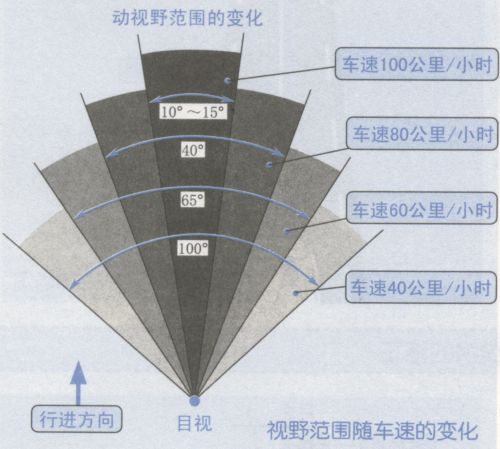 动视野范围的变化
车速100公里/小时
10°～15°
车速80公里/小时
40°
65°
车速60公里/小时
100°
车速40公里/小时
行进方向
目视
视野范围随车速的变化